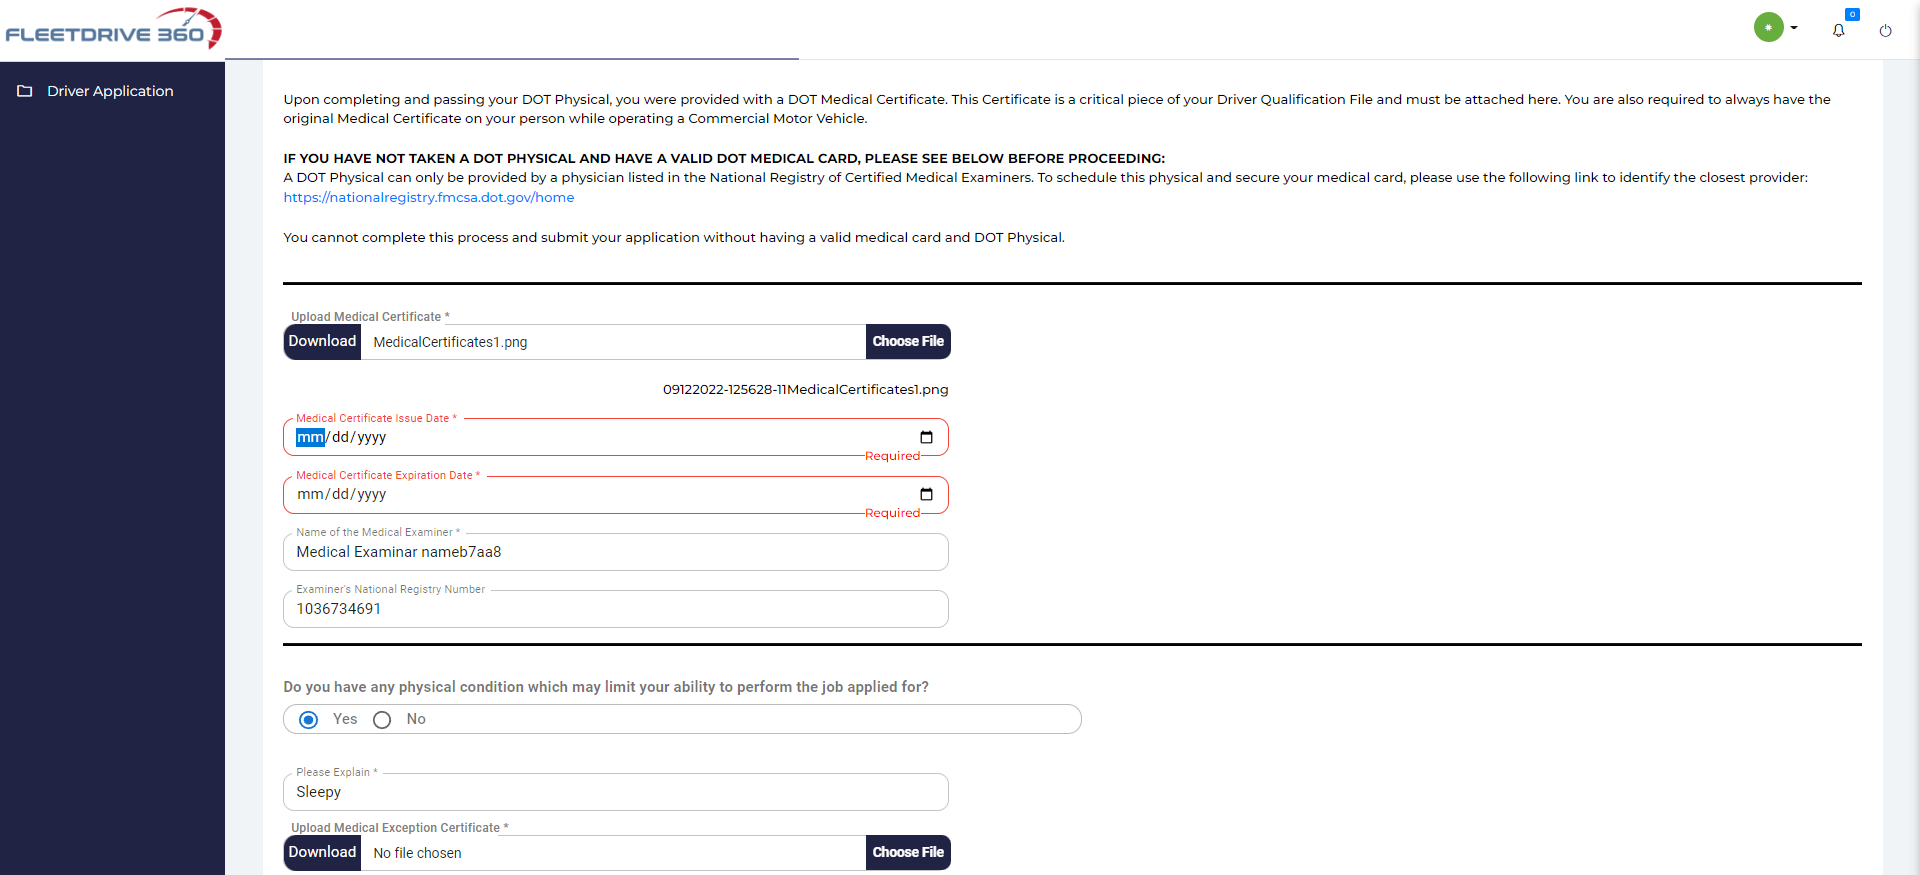 FLEETDRIVE 360
0
Driver Application
Upon completing and passing your DOT Physical, you were provided with a DOT Medical Certificate. This Certificate is a critical piece of your Driver Qualification File and must be attached here. You are also required to always have the
original Medical Certificate on your person while operating a Commercial Motor Vehicle.
IF YOU HAVE NOT TAKEN A DOT PHYSICAL AND HAVE A VALID DOT MEDICAL CARD, PLEASE SEE BELOW BEFORE PROCEEDING:
A DOT Physical can only be provided by a physician listed in the National Registry of Certified Medical Examiners. To schedule this physical and secure your medical card, please use the following link to identify the closest provider:
https://nationalregistry.fmcsa.dot.gov/home
You cannot complete this process and submit your application without having a valid medical card and DOT Physical.
Upload Medical Certificate *
Download MedicalCertificates1.png Choose File
09122022-125628-11MedicalCertificates1.png
Medical Certificate Issue Date *
mm/dd/yyyy
Required
Medical Certificate Expiration Date *
mm/dd/yyyy
Required
Name of the Medical Examiner *
Medical Examinar nameb7aa8
Examiner's National Registry Number
1036734691
Do you have any physical condition which may limit your ability to perform the job applied for?
Yes No
Please Explain *
Sleepy
Upload Medical Exception Certificate *
Download No file chosen Choose File